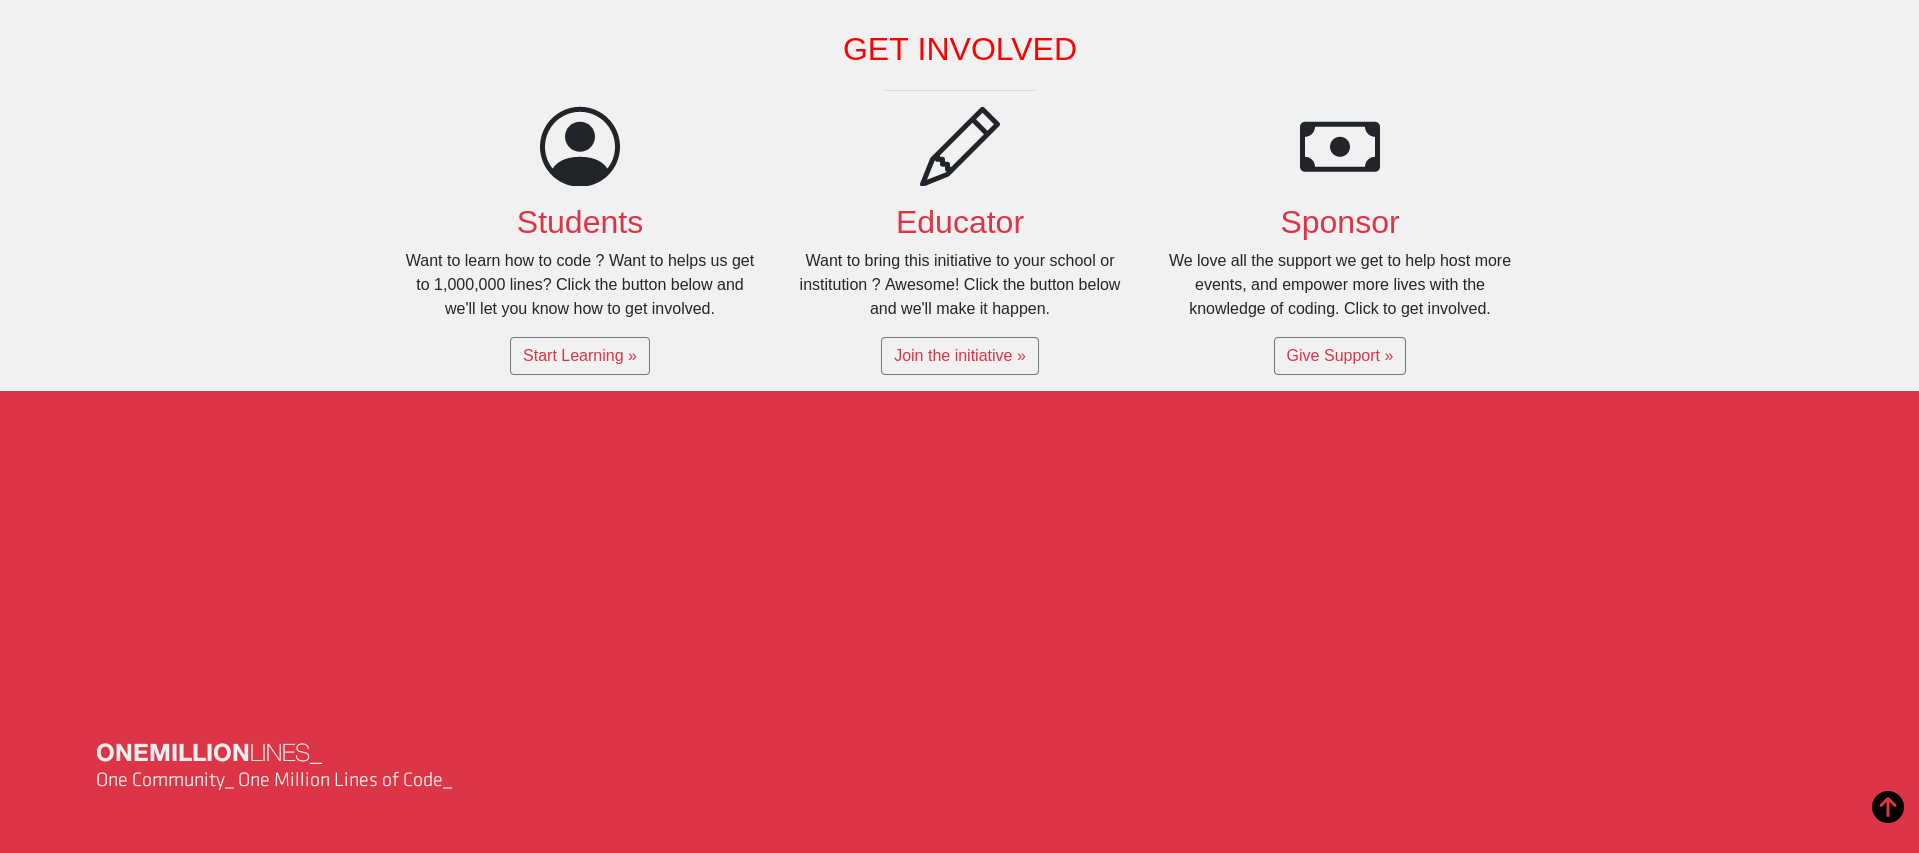 GET INVOLVED
Students
Want to learn how to code ? Want to helps us get
to 1,000,000 lines? Click the button below and
we'll let you know how to get involved.
Start Learning »
Educator
Want to bring this initiative to your school or
institution ? Awesome! Click the button below
and we'll make it happen.
Join the initiative »
Sponsor
We love all the support we get to help host more
events, and empower more lives with the
knowledge of coding. Click to get involved.
Give Support »
ONEMILLIONLINES_
One Community_ One Million Lines of Code_